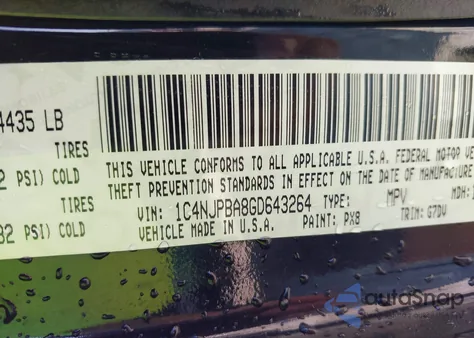 4435 LB
TIRES
2 PSI) COLD
TIRES
32 PSI) COLD
THIS VEHICLE CONFORMS TO ALL APPLICABLE U.S.A. FEDERAL MOTOR VE
THEFT PREVENTION STANDARDS IN EFFECT ON THE DATE OF MANUFACTURE
VIN: 1C4NJPBA8GD643264 TYPE: MPV MDH:
VEHICLE MADE IN U.S.A. PAINT: PX8 TRIM: G7DV
autoSnap